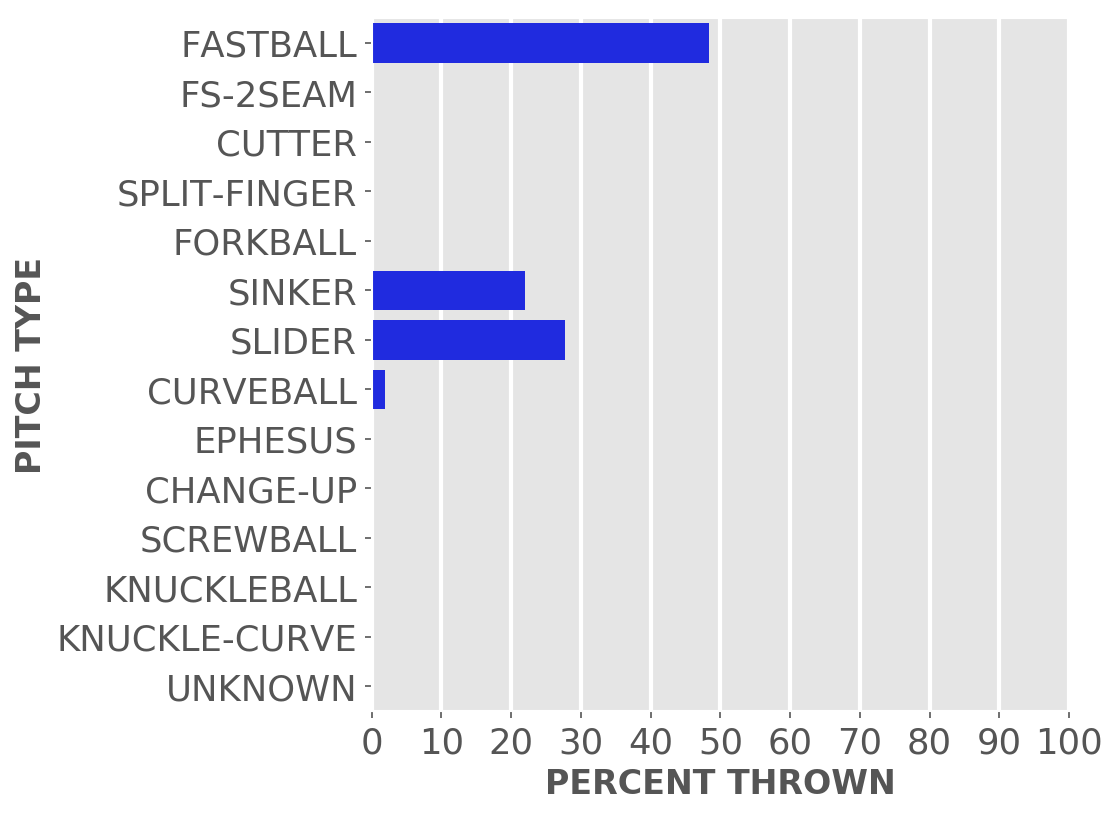 FASTBALL
FS-2SEAM
CUTTER
SPLIT-FINGER
FORKBALL
SINKER
SLIDER
CURVEBALL
EPHESUS
CHANGE-UP
SCREWBALL
KNUCKLEBALL
KNUCKLE-CURVE
UNKNOWN
PITCH TYPE
0 10 20 30 40 50 60 70 80 90 100
PERCENT THROWN